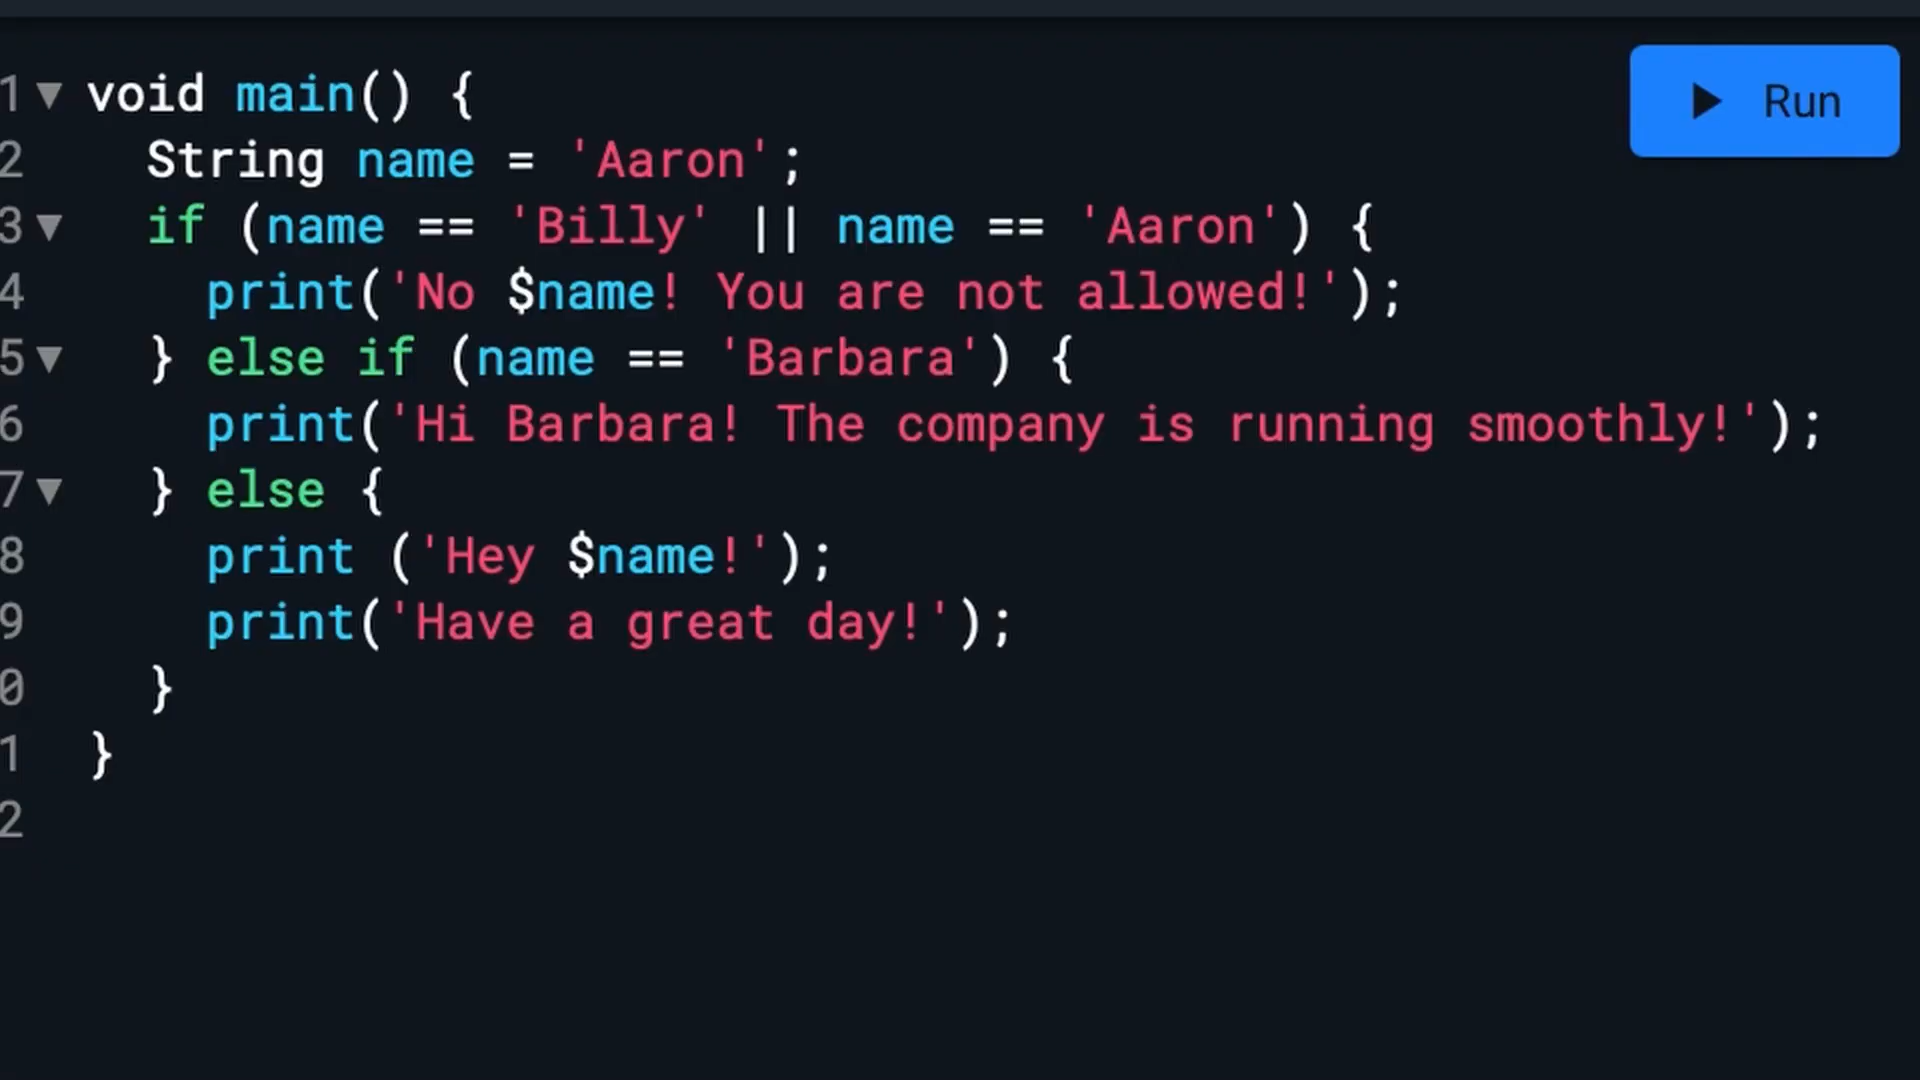 1 void main() {
Run
2 String name = 'Aaron';
3 if (name == 'Billy' || name == 'Aaron') {
4 print('No $name! You are not allowed!');
5 } else if (name == 'Barbara') {
6 print('Hi Barbara! The company is running smoothly!');
7 } else {
8 print ('Hey $name!');
9 print('Have a great day!');
0 }
1 }
2